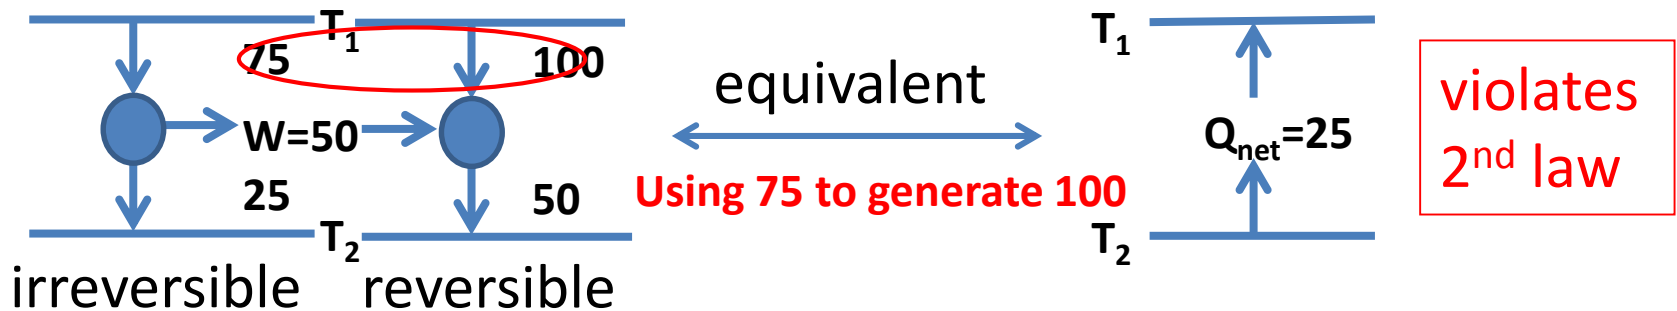 T₁
75
100
W=50
25
50
T₂
irreversible
reversible
equivalent
Using 75 to generate 100
T₁
Qnet=25
T₂
violates
2nd law